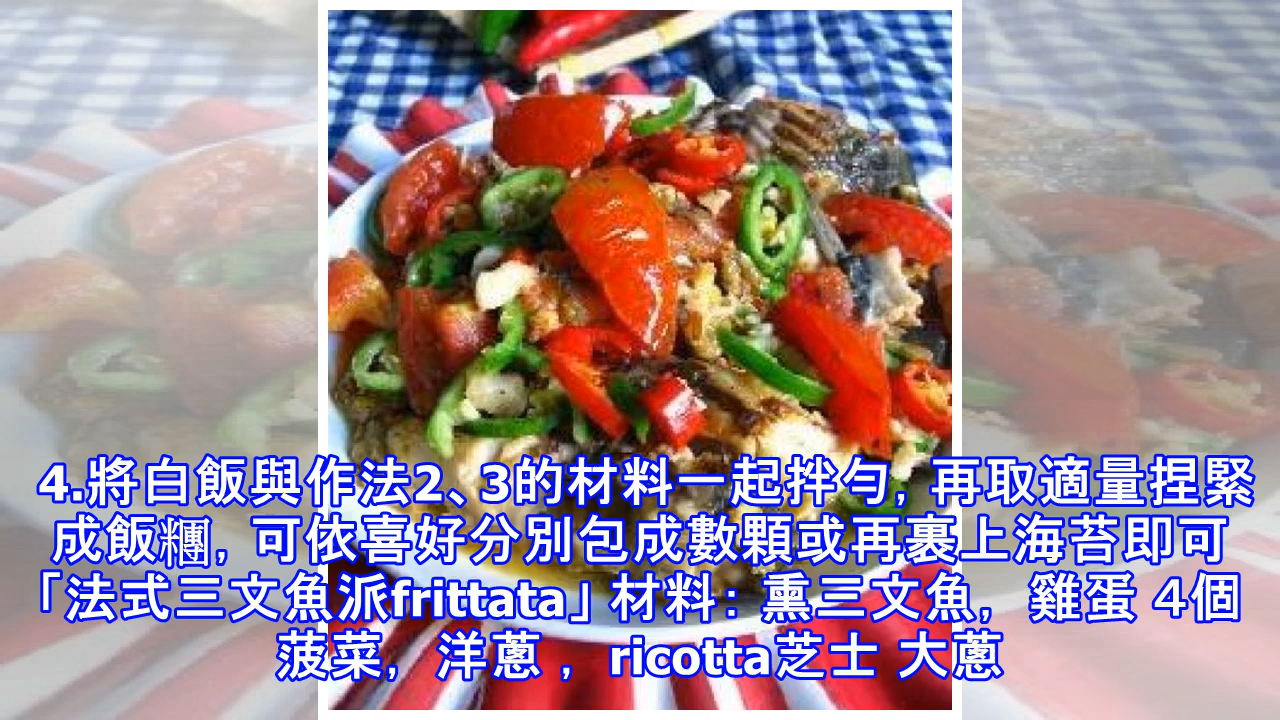 4.將白飯與作法2、3的材料一起拌勻, 再取適量捏緊
成飯糰, 可依喜好分別包成數顆或再裹上海苔即可
「法式三文魚派frittata」材料: 熏三文魚, 雞蛋 4個
菠菜, 洋蔥 , ricotta芝士 大蔥